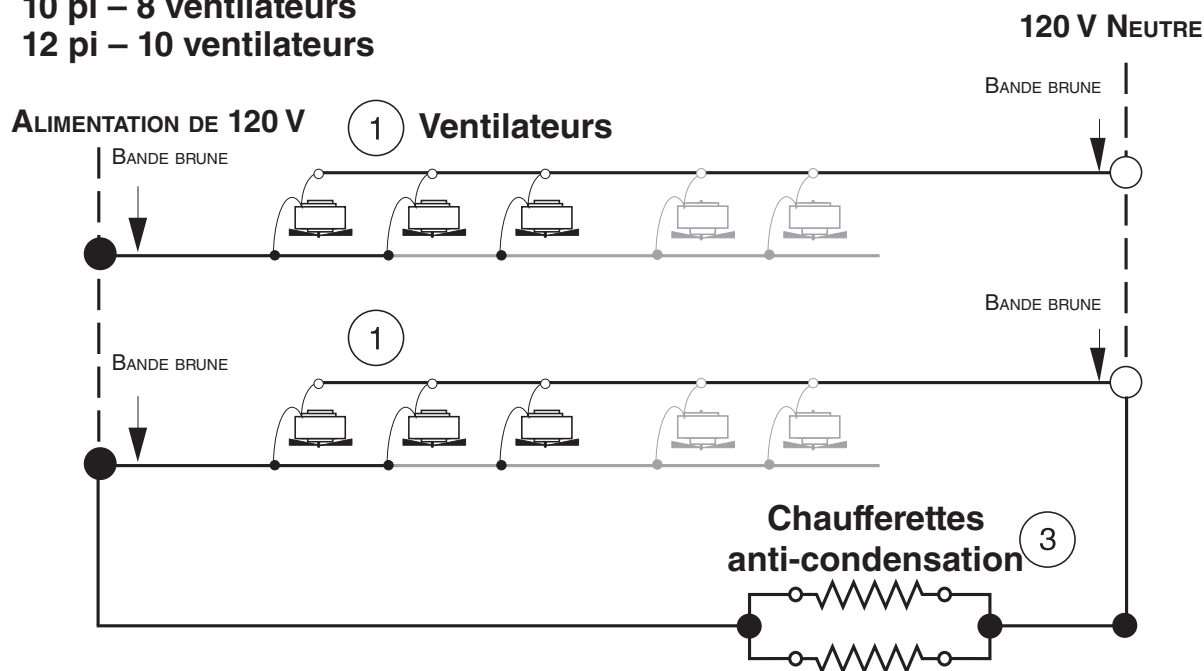 10 pi – 8 ventilateurs
12 pi – 10 ventilateurs
120 V NEUTRE
BANDE BRUNE
ALIMENTATION DE 120 V
1 Ventilateurs
BANDE BRUNE
BANDE BRUNE
1
BANDE BRUNE
Chaufferettes
anti-condensation
3